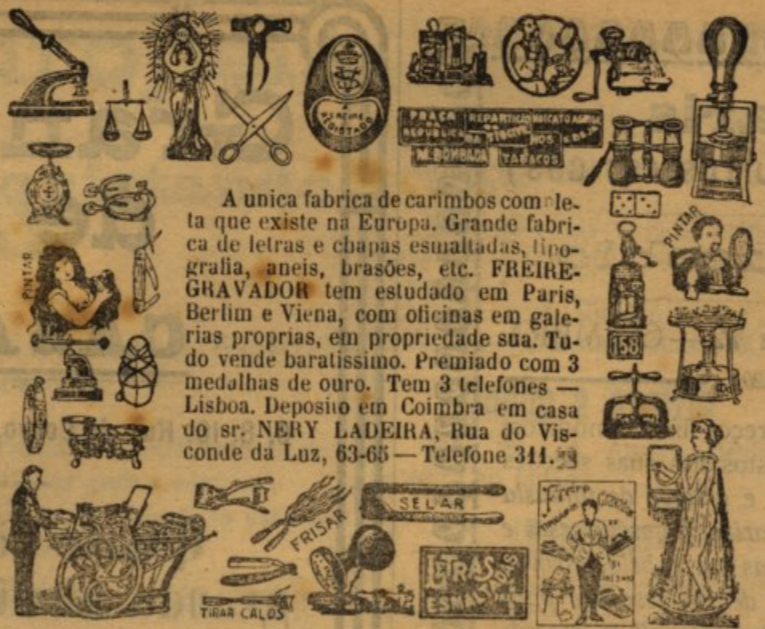 PRAÇA
DA
REPUBLICA
REPARTIÇÃO
M. BOMBARDA
TABACOS
PINTAR
PINTAR
A unica fabrica de carimbos comple-
ta que existe na Europa. Grande fabri-
ca de letras e chapas esmaltadas, tipo-
grafia, aneis, brasões, etc. FREIRE-
GRAVADOR tem estudado em Paris,
Berlim e Viena, com oficinas em gale-
rias proprias, em propriedade sua. Tu-
do vende baratissimo. Premiado com 3
medalhas de ouro. Tem 3 telefones —
Lisboa. Deposito em Coimbra em casa
do sr. NERY LADEIRA, Rua do Vis-
conde da Luz, 63-65 — Telefone 311.
158
FRISAR
SELAR
TIRAR CALOS
LETRAS
ESMALTADAS
Freire
GRAVADOR